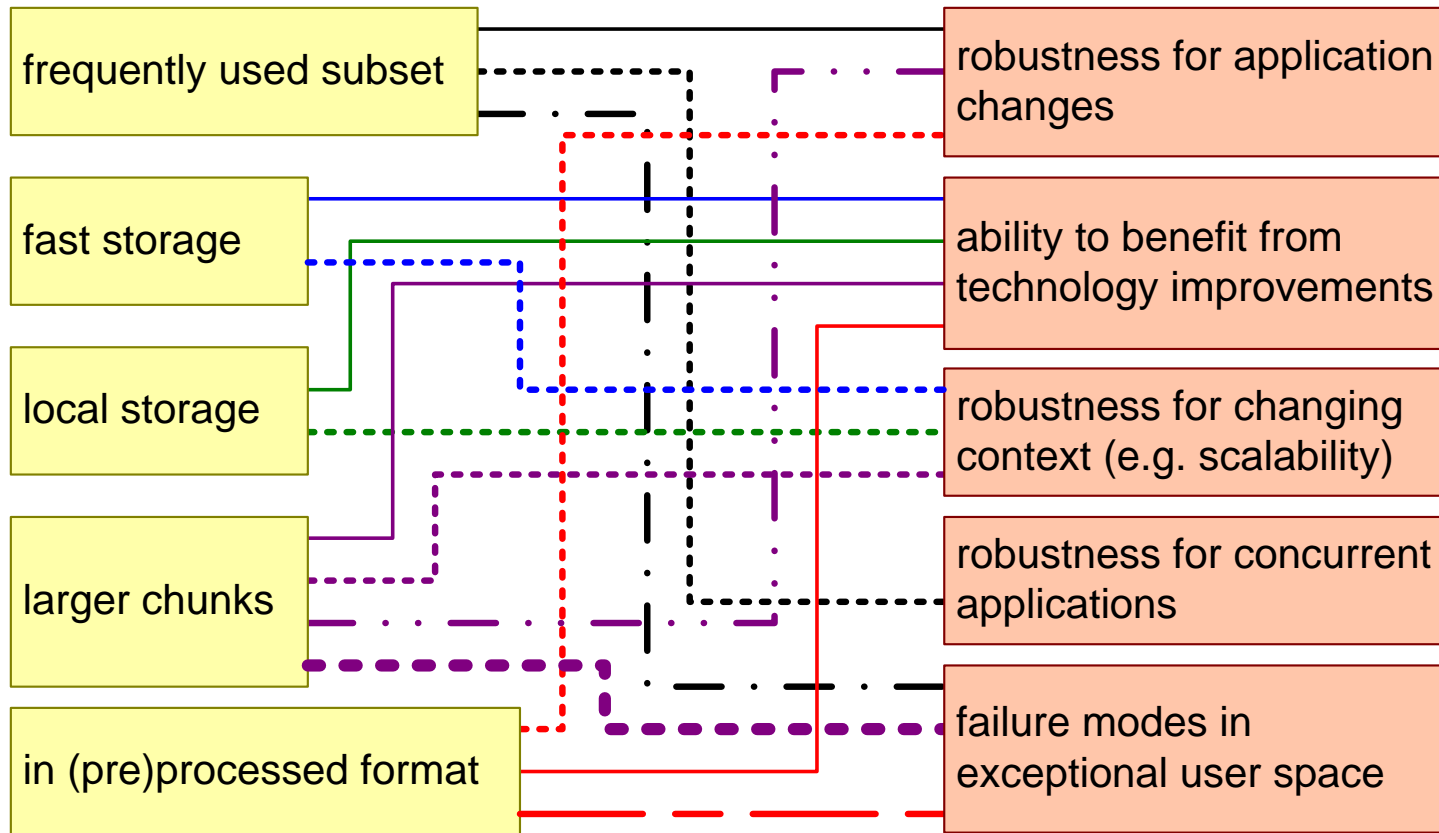 frequently used subset
fast storage
local storage
larger chunks
in (pre)processed format
robustness for application
changes
ability to benefit from
technology improvements
robustness for changing
context (e.g. scalability)
robustness for concurrent
applications
failure modes in
exceptional user space